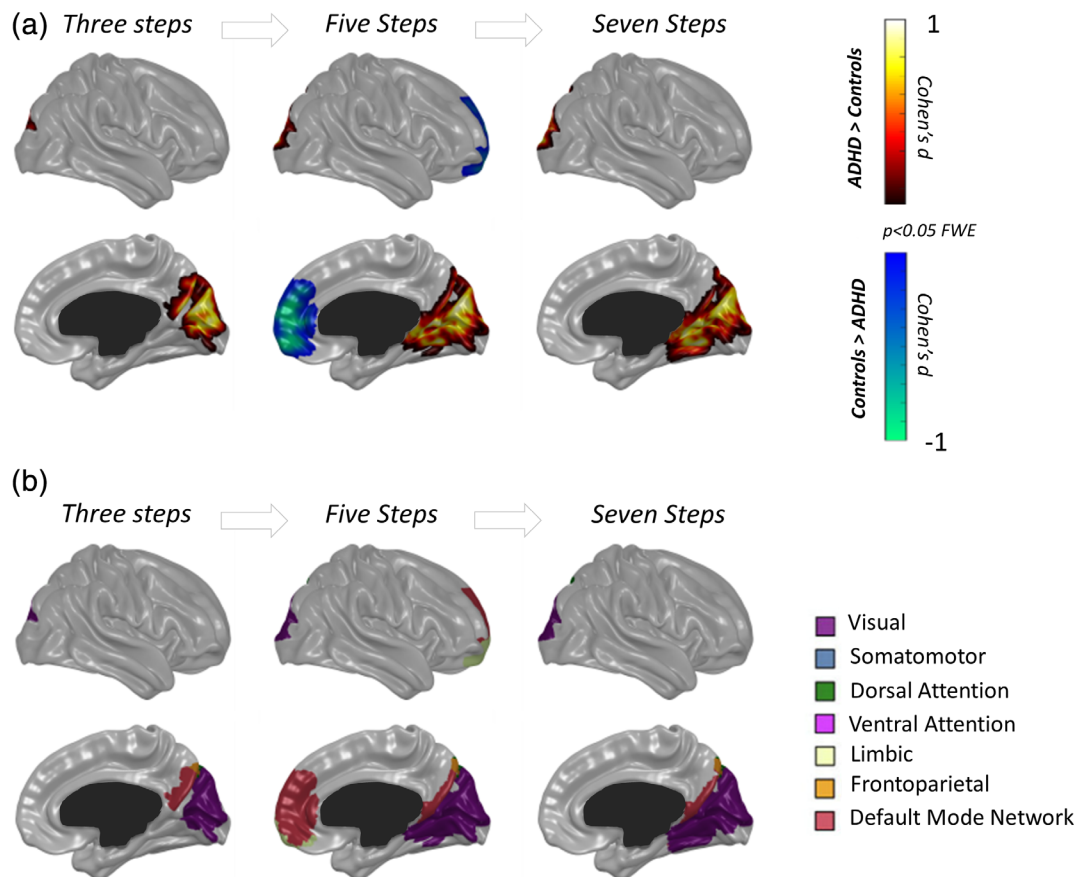 (a) Three steps Five Steps Seven Steps
1
ADHD > Controls
Cohen's d
p<0.05 FWE
Controls > ADHD
Cohen's d
-1
(b)
Three steps Five Steps Seven Steps
Visual
Somatomotor
Dorsal Attention
Ventral Attention
Limbic
Frontoparietal
Default Mode Network